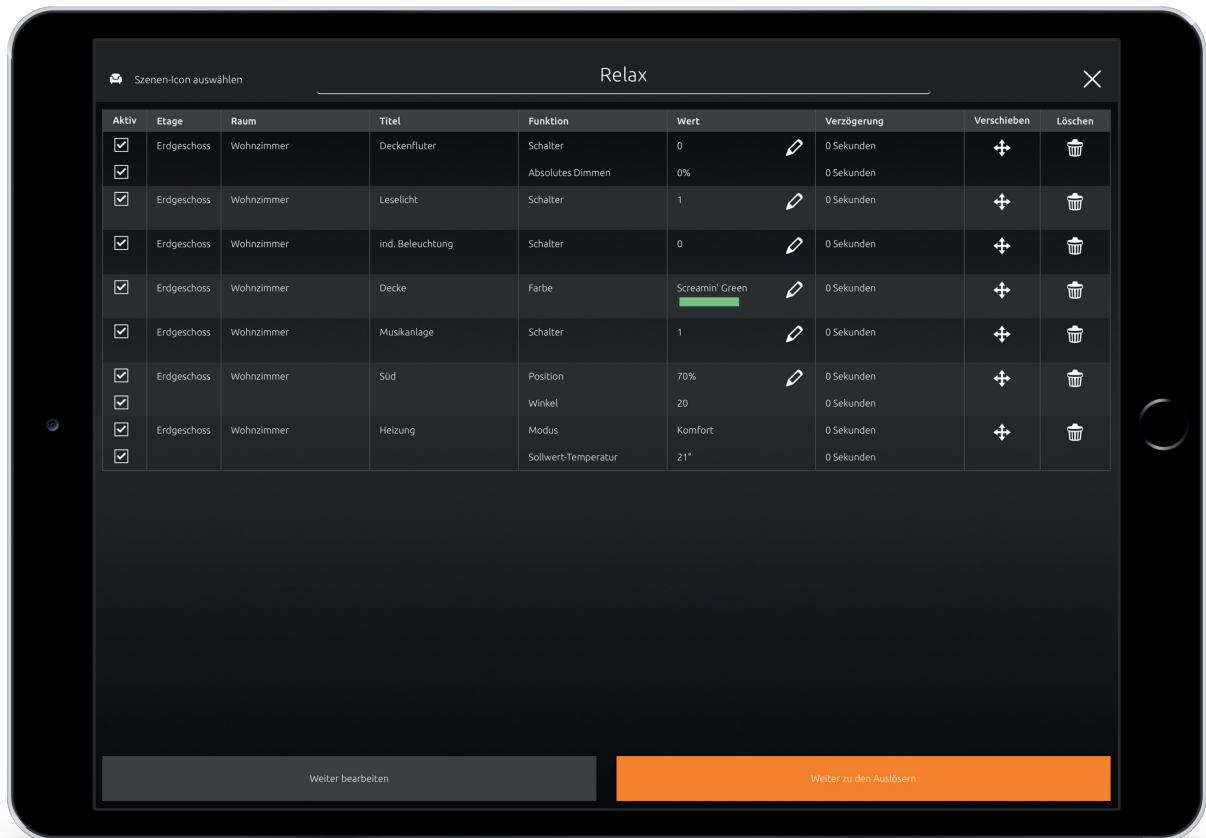 Szenen-Icon auswählen Relax
Aktiv Etage Raum Titel Funktion Wert Verzögerung Verschieben Löschen
Erdgeschoss Wohnzimmer Deckenfluter Schalter 0 0 Sekunden
Absolutes Dimmen 0% 0 Sekunden
Erdgeschoss Wohnzimmer Leselicht Schalter 1 0 Sekunden
Erdgeschoss Wohnzimmer ind. Beleuchtung Schalter 0 0 Sekunden
Erdgeschoss Wohnzimmer Decke Farbe Screamin' Green 0 Sekunden
Erdgeschoss Wohnzimmer Musikanlage Schalter 1 0 Sekunden
Erdgeschoss Wohnzimmer Süd Position 70% 0 Sekunden
Winkel 20 0 Sekunden
Erdgeschoss Wohnzimmer Heizung Modus Komfort 0 Sekunden
Sollwert-Temperatur 21° 0 Sekunden
Weiter bearbeiten Weiter zu den Auslösern